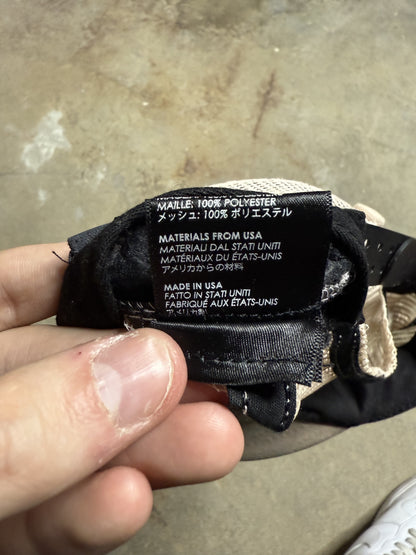 MAILLE: 100% POLYESTER
メッシュ: 100% ポリエステル
MATERIALS FROM USA
MATERIALI DAL STATI UNITI
MATÉRIAUX DU ÉTATS-UNIS
アメリカからの材料
MADE IN USA
FATTO IN STATI UNITI
FABRIQUÉ AUX ÉTATS-UNIS